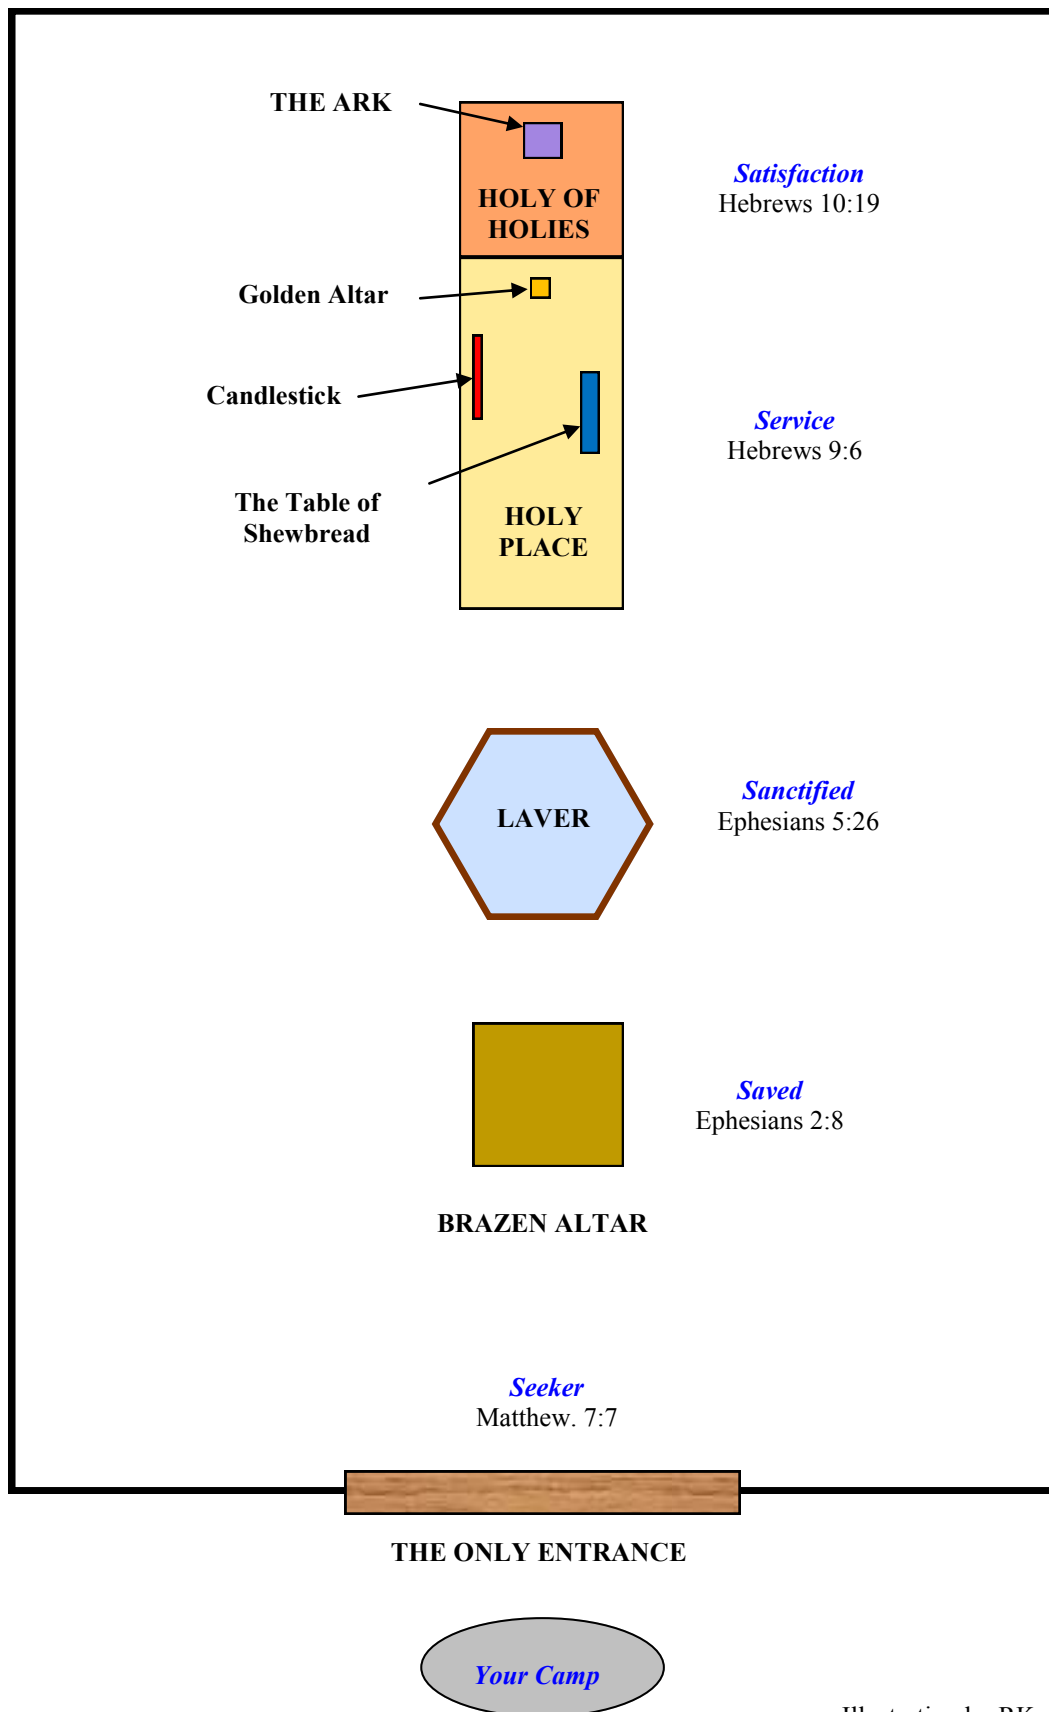 THE ARK
Satisfaction
Hebrews 10:19
HOLY OF
HOLIES
Golden Altar
Candlestick
Service
Hebrews 9:6
The Table of
Shewbread
HOLY
PLACE
LAVER
Sanctified
Ephesians 5:26
Saved
Ephesians 2:8
BRAZEN ALTAR
Seeker
Matthew. 7:7
THE ONLY ENTRANCE
Your Camp